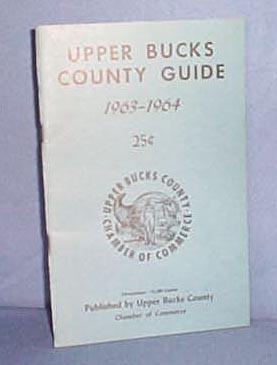 UPPER BUCKS
COUNTY GUIDE
1963-1964
25¢
UPPER BUCKS COUNTY
CHAMBER OF COMMERCE
Published by Upper Bucks County
Chamber of Commerce